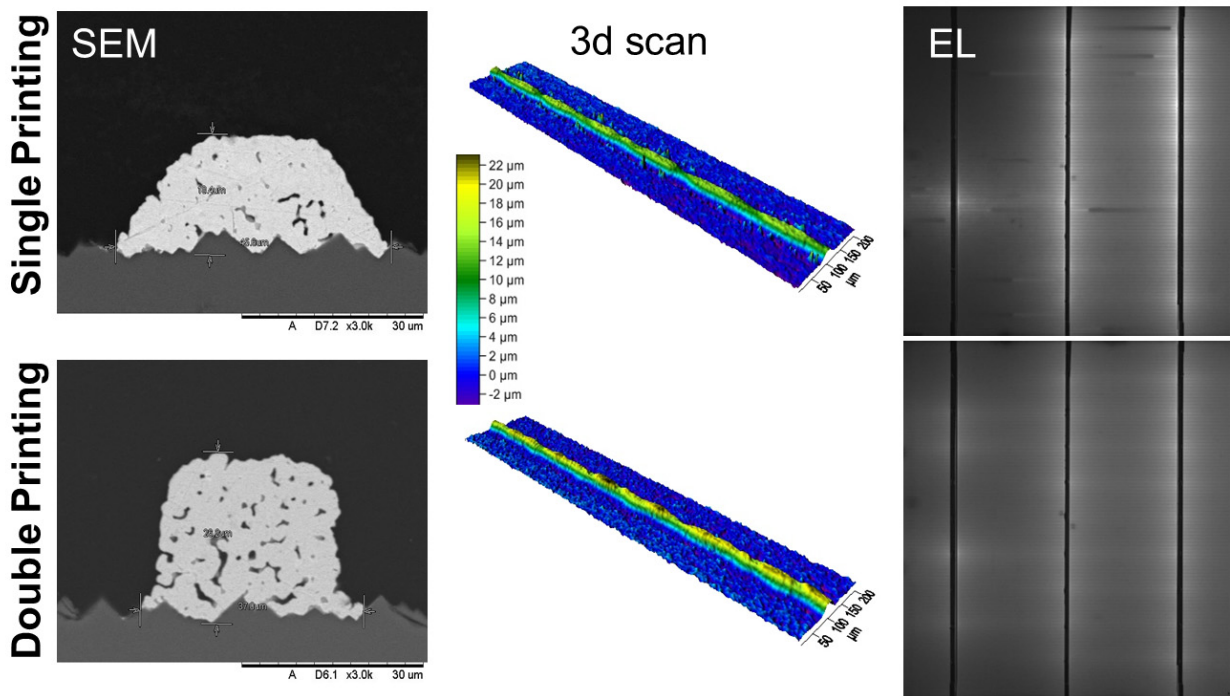 Single Printing
SEM
18.4um
A D7.2 x3.0k 30 um
3d scan
22 µm
20 µm
18 µm
16 µm
14 µm
12 µm
10 µm
8 µm
6 µm
4 µm
2 µm
0 µm
-2 µm
50 100 150 200
µm
EL
Double Printing
A D6.1 x3.0k 30 um
50 100 150 200
µm